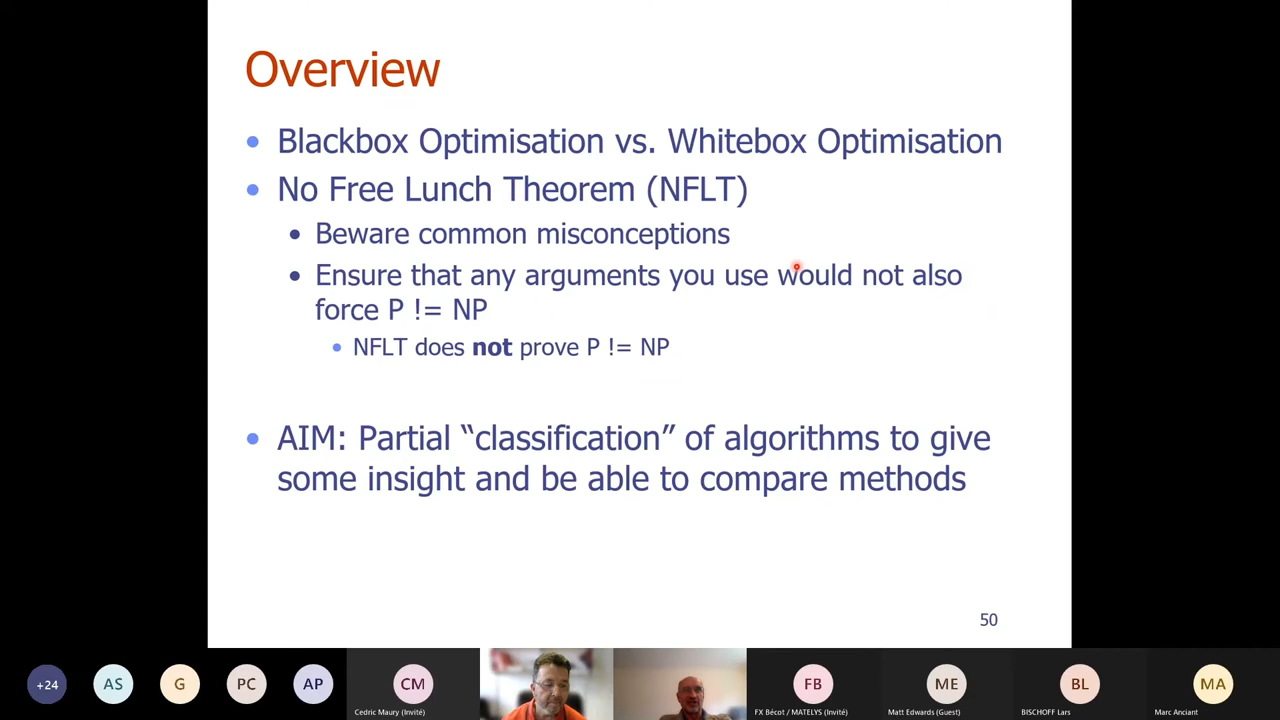 Overview
Blackbox Optimisation vs. Whitebox Optimisation
No Free Lunch Theorem (NFLT)
Beware common misconceptions
Ensure that any arguments you use would not also
force P != NP
NFLT does not prove P != NP
AIM: Partial “classification” of algorithms to give
some insight and be able to compare methods
50
+24
AS
G
PC
AP
CM
Cedric Maury (Invité)
FB
FX Bécot / MATELYS (Invité)
ME
Matt Edwards (Guest)
BL
BISCHOFF Lars
MA
Marc Anciant